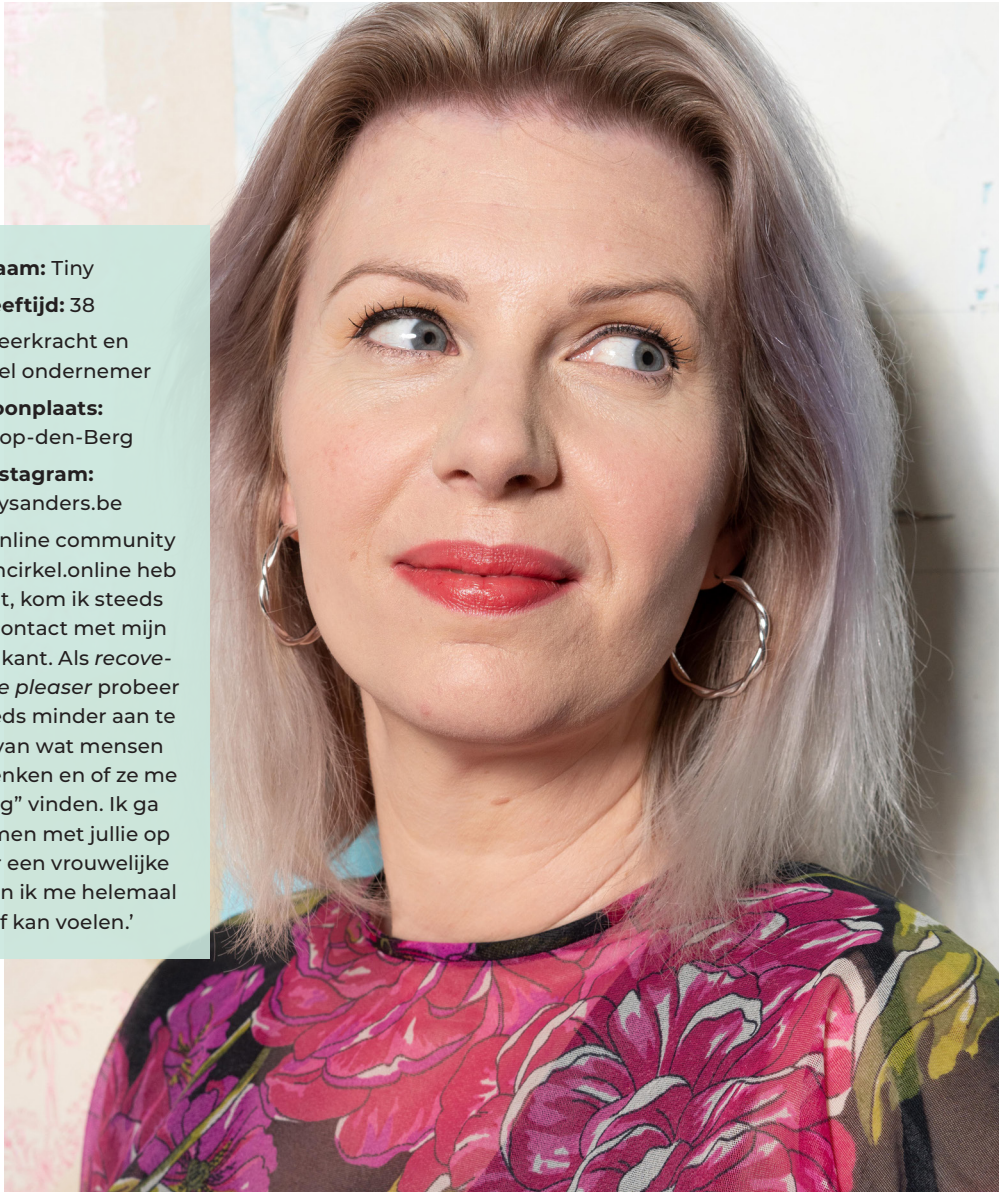 aam: Tiny
eeftijd: 38
eerkracht en
el ondernemer
oonplaats:
op-den-Berg
stagram:
ysanders.be
nline community
ncirkel.online heb
t, kom ik steeds
ontact met mijn
kant. Als recove-
e pleaser probeer
ds minder aan te
van wat mensen
enken en of ze me
g” vinden. Ik ga
men met jullie op
r een vrouwelijke
n ik me helemaal
f kan voelen.’